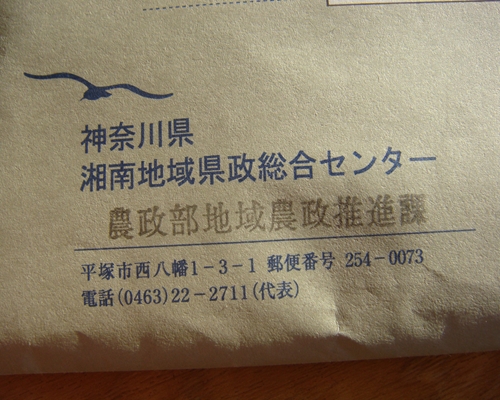 神奈川県
湘南地域県政総合センター
農政部地域農政推進課
平塚市西八幡1－3－1 郵便番号 254－0073
電話(0463)22－2711(代表)